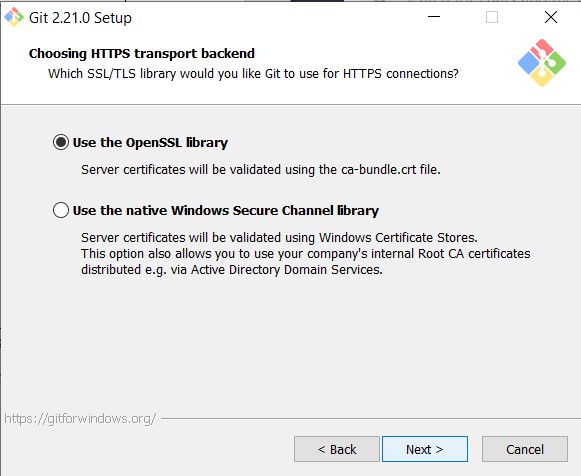 Git 2.21.0 Setup
Choosing HTTPS transport backend
Which SSL/TLS library would you like Git to use for HTTPS connections?
Use the OpenSSL library
Server certificates will be validated using the ca-bundle.crt file.
Use the native Windows Secure Channel library
Server certificates will be validated using Windows Certificate Stores.
This option also allows you to use your company's internal Root CA certificates
distributed e.g. via Active Directory Domain Services.
https://gitforwindows.org/
< Back
Next >
Cancel